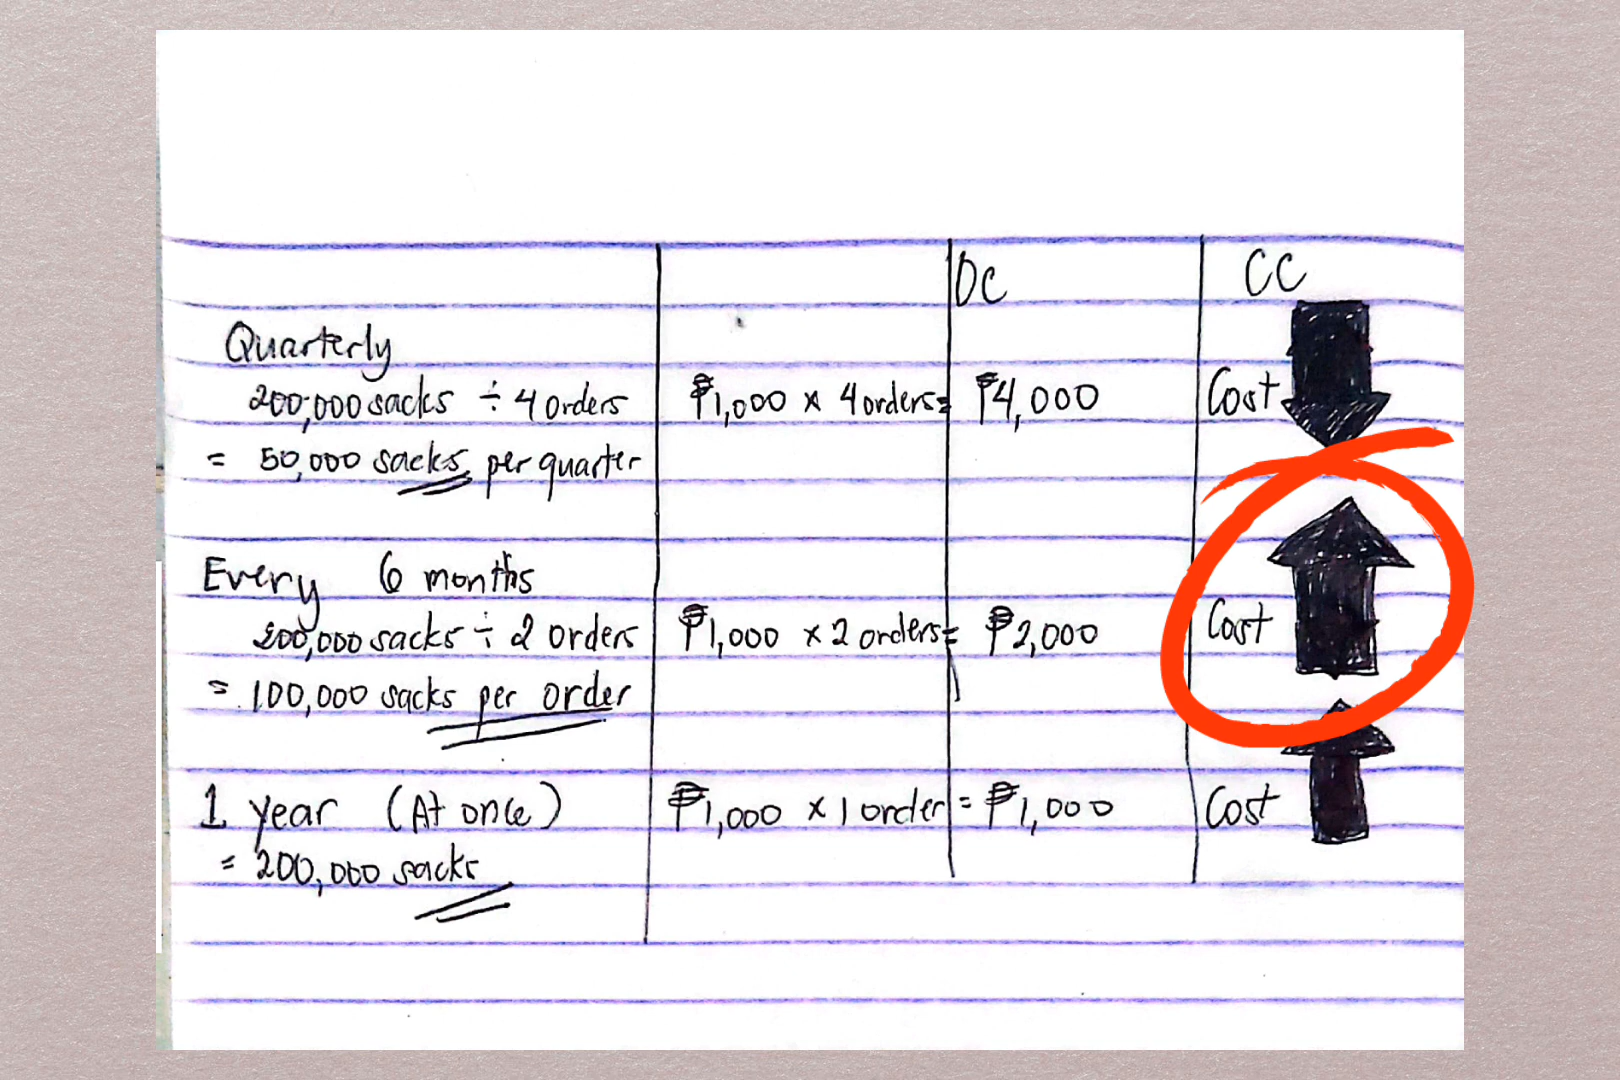 OC CC
Quarterly
200,000 sacks ÷ 4 orders ₱1,000 x 4 orders= ₱4,000 Cost
= 50,000 sacks per quarter
Every 6 months
200,000 sacks ÷ 2 orders ₱1,000 x 2 orders= ₱2,000 Cost
= 100,000 sacks per order
1 year (At once) ₱1,000 x 1 order = ₱1,000 Cost
= 200,000 sacks